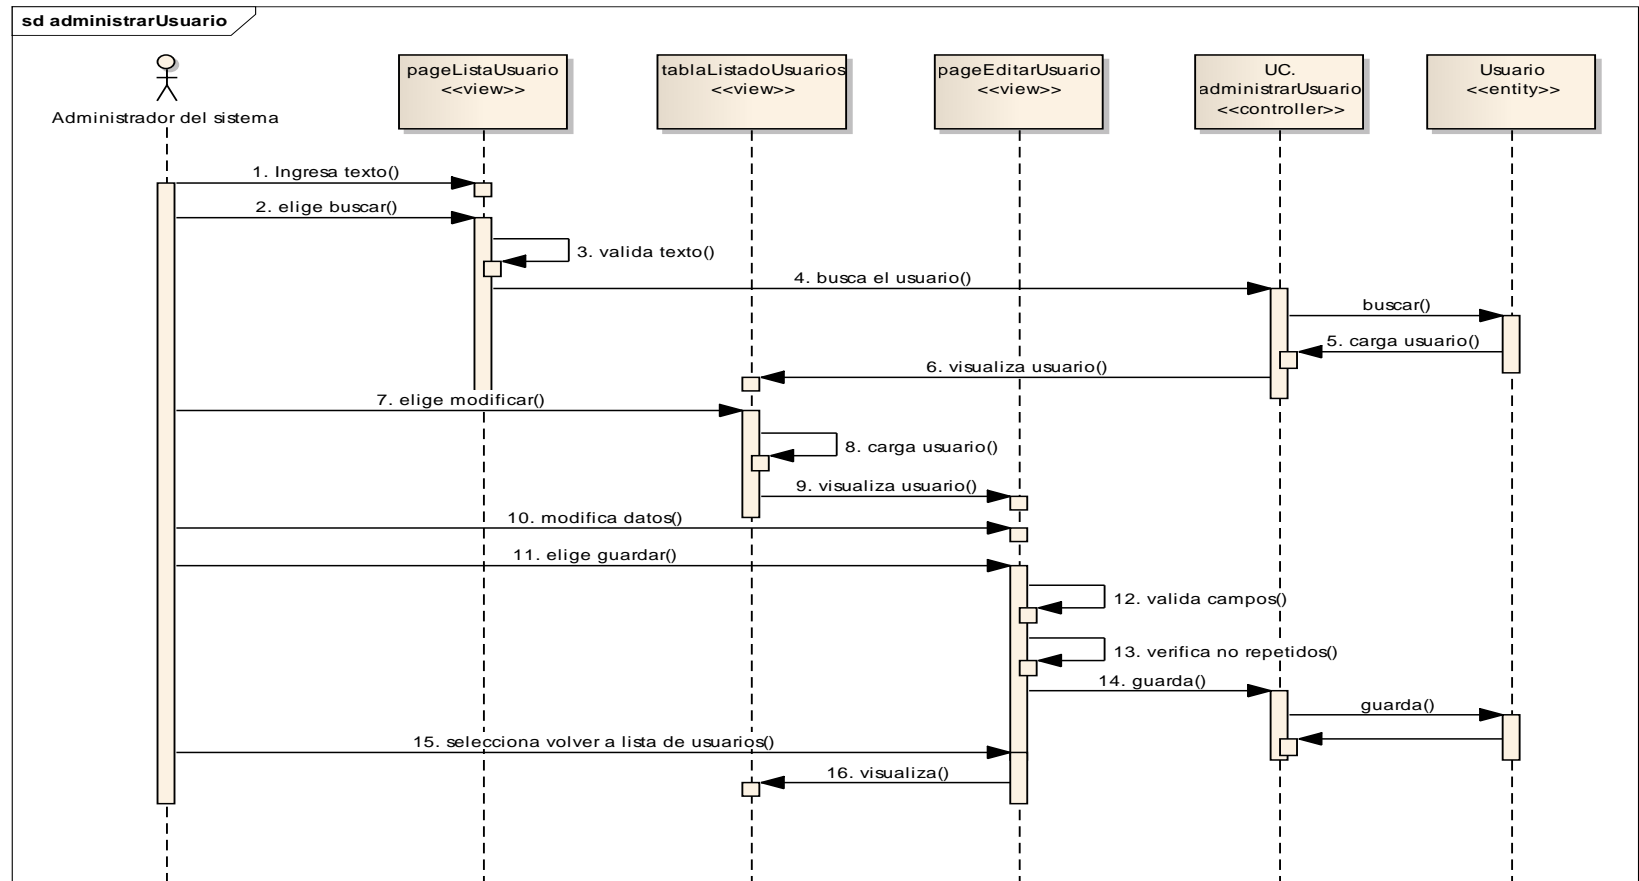 sd administrarUsuario
Administrador del sistema
pageListaUsuario
<<view>>
tablaListadoUsuarios
<<view>>
pageEditarUsuario
<<view>>
UC.
administrarUsuario
<<controller>>
Usuario
<<entity>>
1. Ingresa texto()
2. elige buscar()
3. valida texto()
4. busca el usuario()
buscar()
5. carga usuario()
6. visualiza usuario()
7. elige modificar()
8. carga usuario()
9. visualiza usuario()
10. modifica datos()
11. elige guardar()
12. valida campos()
13. verifica no repetidos()
14. guarda()
guarda()
15. selecciona volver a lista de usuarios()
16. visualiza()